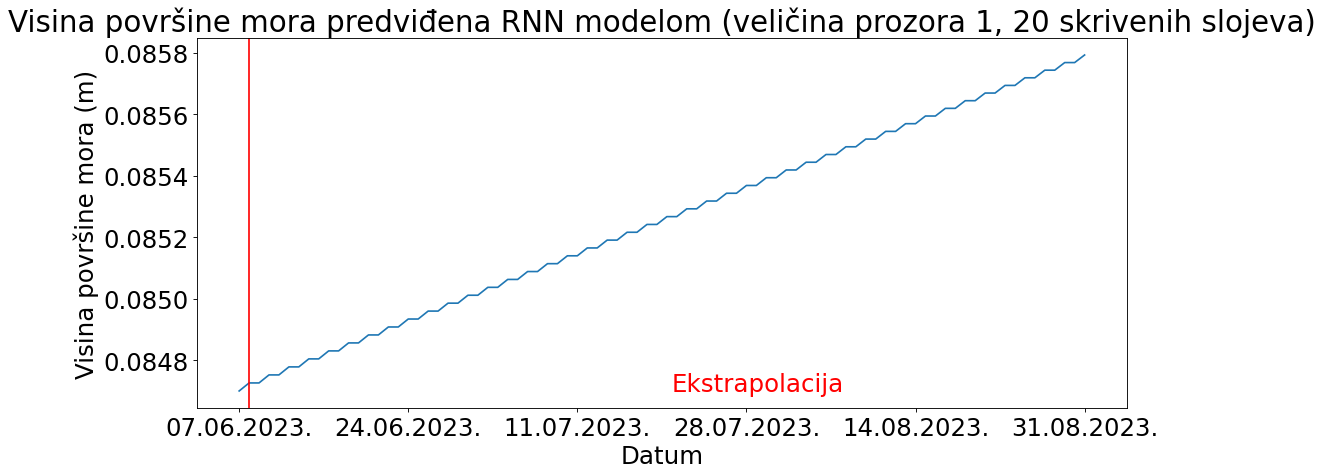 Visina površine mora predviđena RNN modelom (veličina prozora 1, 20 skrivenih slojeva)
Visina površine mora (m)
0.0858
0.0856
0.0854
0.0852
0.0850
0.0848
Ekstrapolacija
07.06.2023. 24.06.2023. 11.07.2023. 28.07.2023. 14.08.2023. 31.08.2023.
Datum